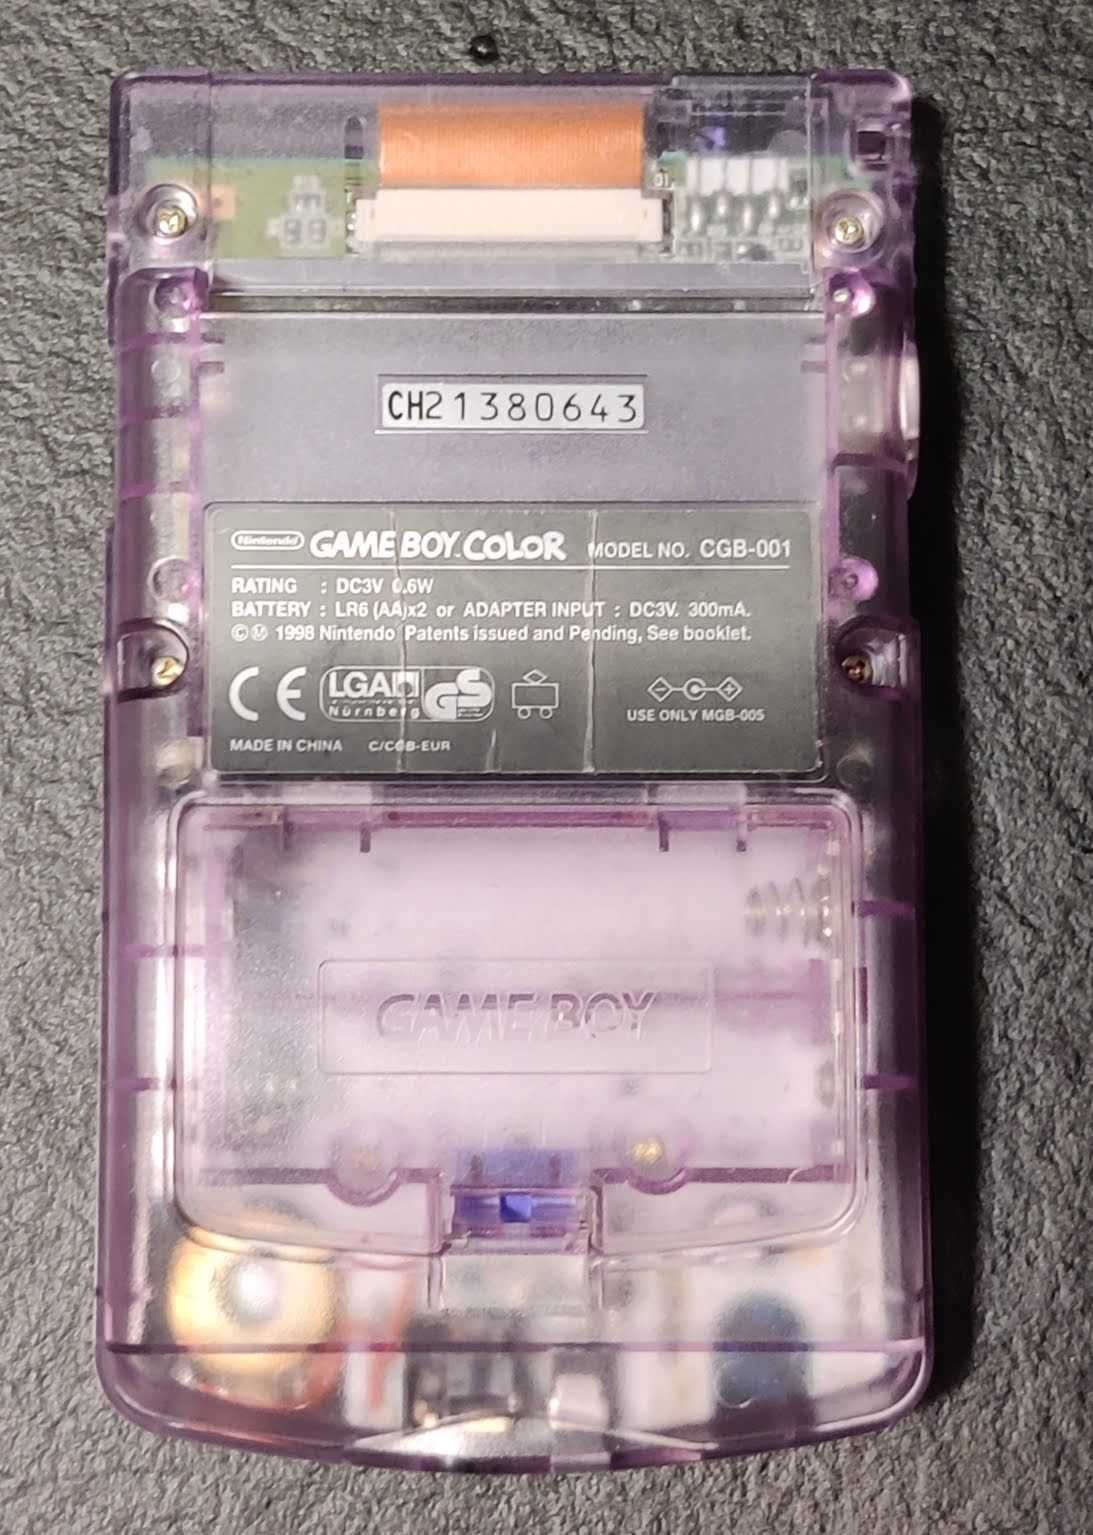 CH21380643
Nintendo GAME BOY COLOR MODEL NO. CGB-001
RATING : DC3V 0.6W
BATTERY : LR6 (AA)x2 or ADAPTER INPUT : DC3V. 300mA.
© Ⓜ 1998 Nintendo Patents issued and Pending, See booklet.
CE LGA Nürnberg GS
USE ONLY MGB-005
MADE IN CHINA C/CGB-EUR
GAME BOY